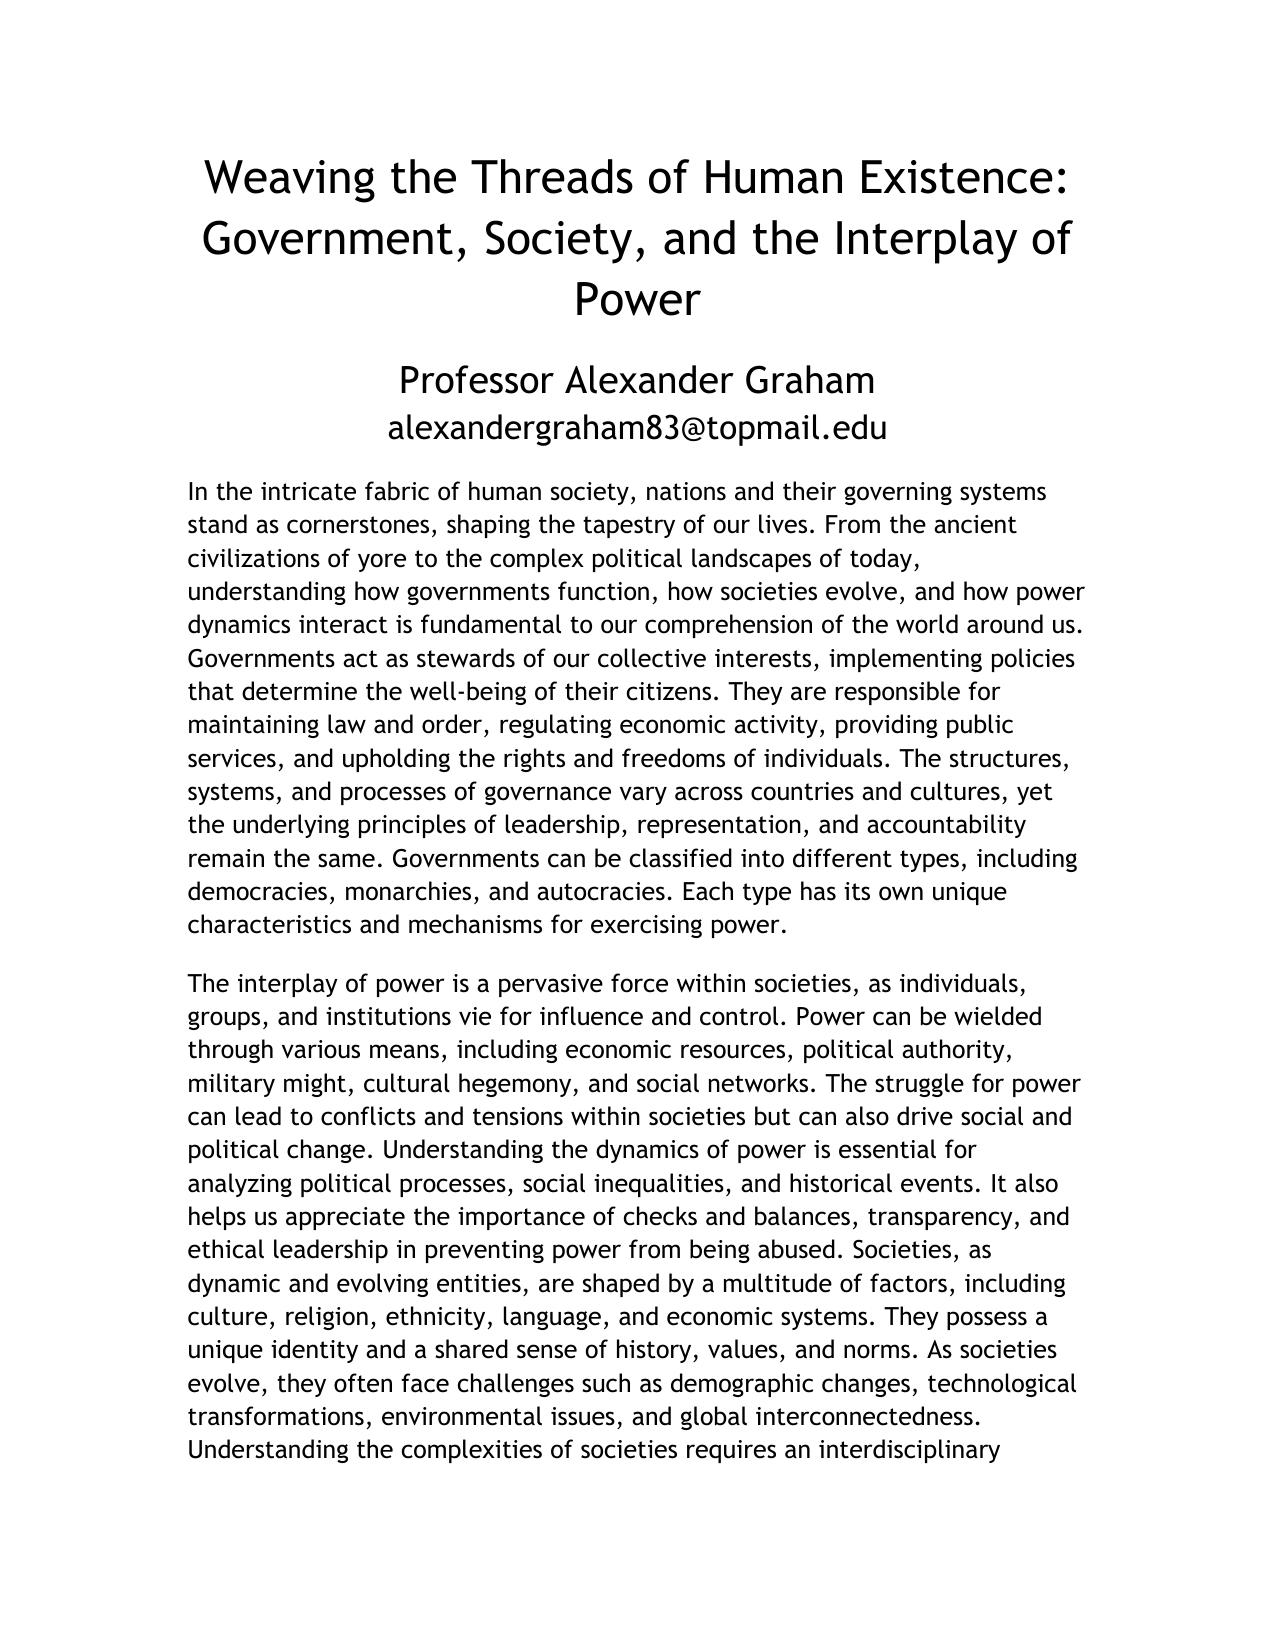 Weaving the Threads of Human Existence:
Government, Society, and the Interplay of
Power
Professor Alexander Graham
alexandergraham83@topmail.edu
In the intricate fabric of human society, nations and their governing systems
stand as cornerstones, shaping the tapestry of our lives. From the ancient
civilizations of yore to the complex political landscapes of today,
understanding how governments function, how societies evolve, and how power
dynamics interact is fundamental to our comprehension of the world around us.
Governments act as stewards of our collective interests, implementing policies
that determine the well-being of their citizens. They are responsible for
maintaining law and order, regulating economic activity, providing public
services, and upholding the rights and freedoms of individuals. The structures,
systems, and processes of governance vary across countries and cultures, yet
the underlying principles of leadership, representation, and accountability
remain the same. Governments can be classified into different types, including
democracies, monarchies, and autocracies. Each type has its own unique
characteristics and mechanisms for exercising power.
The interplay of power is a pervasive force within societies, as individuals,
groups, and institutions vie for influence and control. Power can be wielded
through various means, including economic resources, political authority,
military might, cultural hegemony, and social networks. The struggle for power
can lead to conflicts and tensions within societies but can also drive social and
political change. Understanding the dynamics of power is essential for
analyzing political processes, social inequalities, and historical events. It also
helps us appreciate the importance of checks and balances, transparency, and
ethical leadership in preventing power from being abused. Societies, as
dynamic and evolving entities, are shaped by a multitude of factors, including
culture, religion, ethnicity, language, and economic systems. They possess a
unique identity and a shared sense of history, values, and norms. As societies
evolve, they often face challenges such as demographic changes, technological
transformations, environmental issues, and global interconnectedness.
Understanding the complexities of societies requires an interdisciplinary